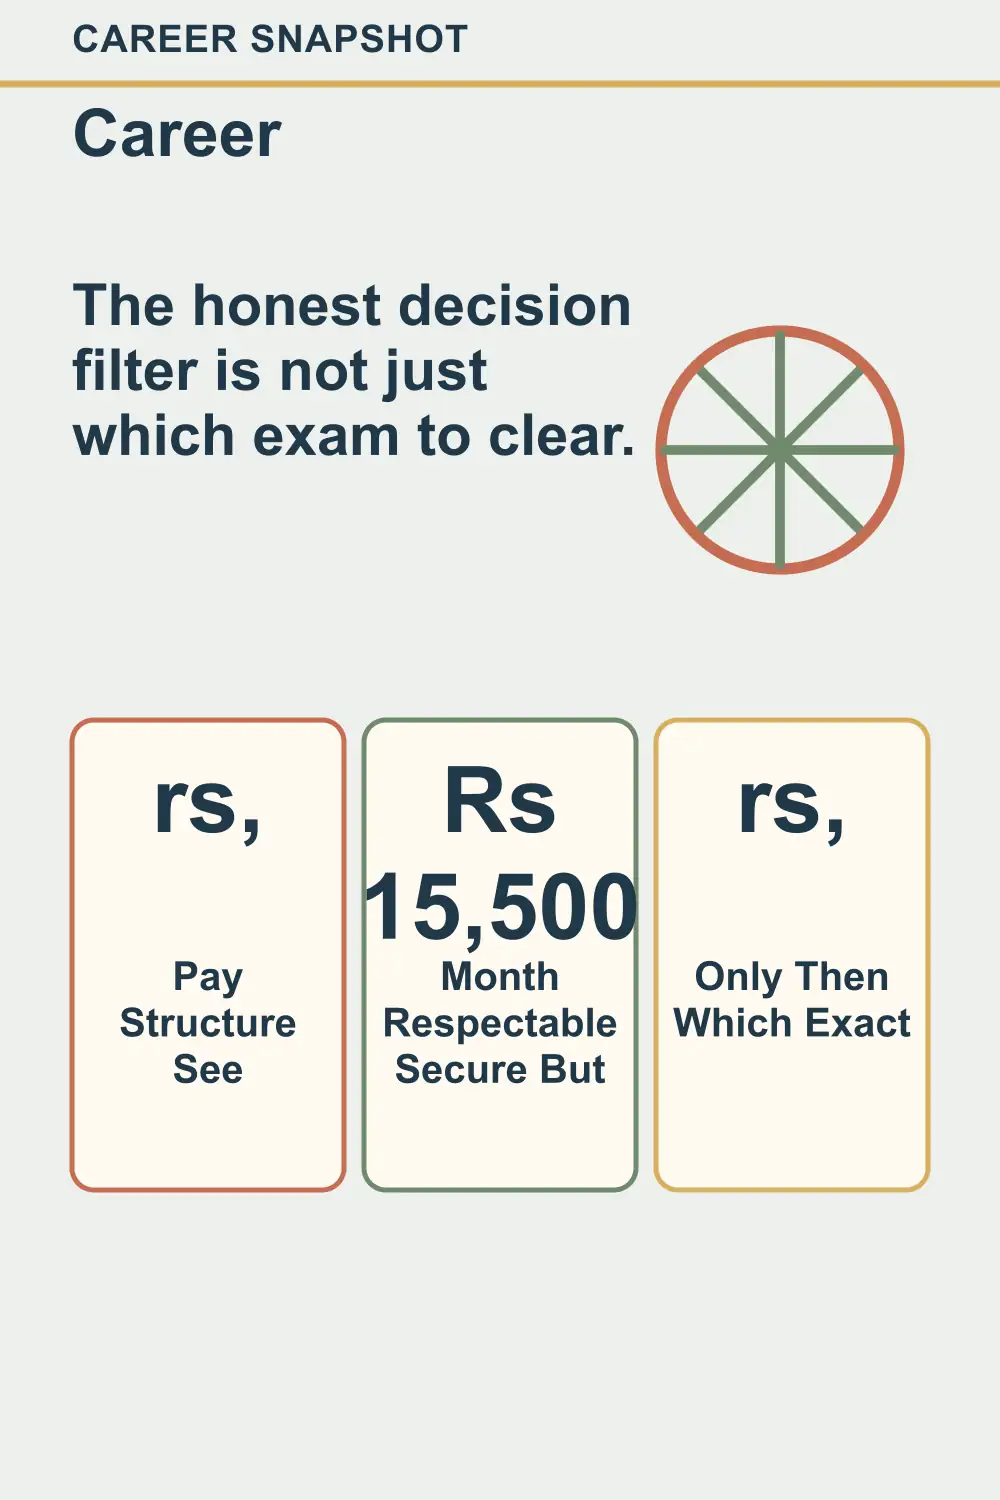 CAREER SNAPSHOT
Career
The honest decision
filter is not just
which exam to clear.
rs,
Pay
Structure
See
Rs
15,500
Month
Respectable
Secure But
rs,
Only Then
Which Exact